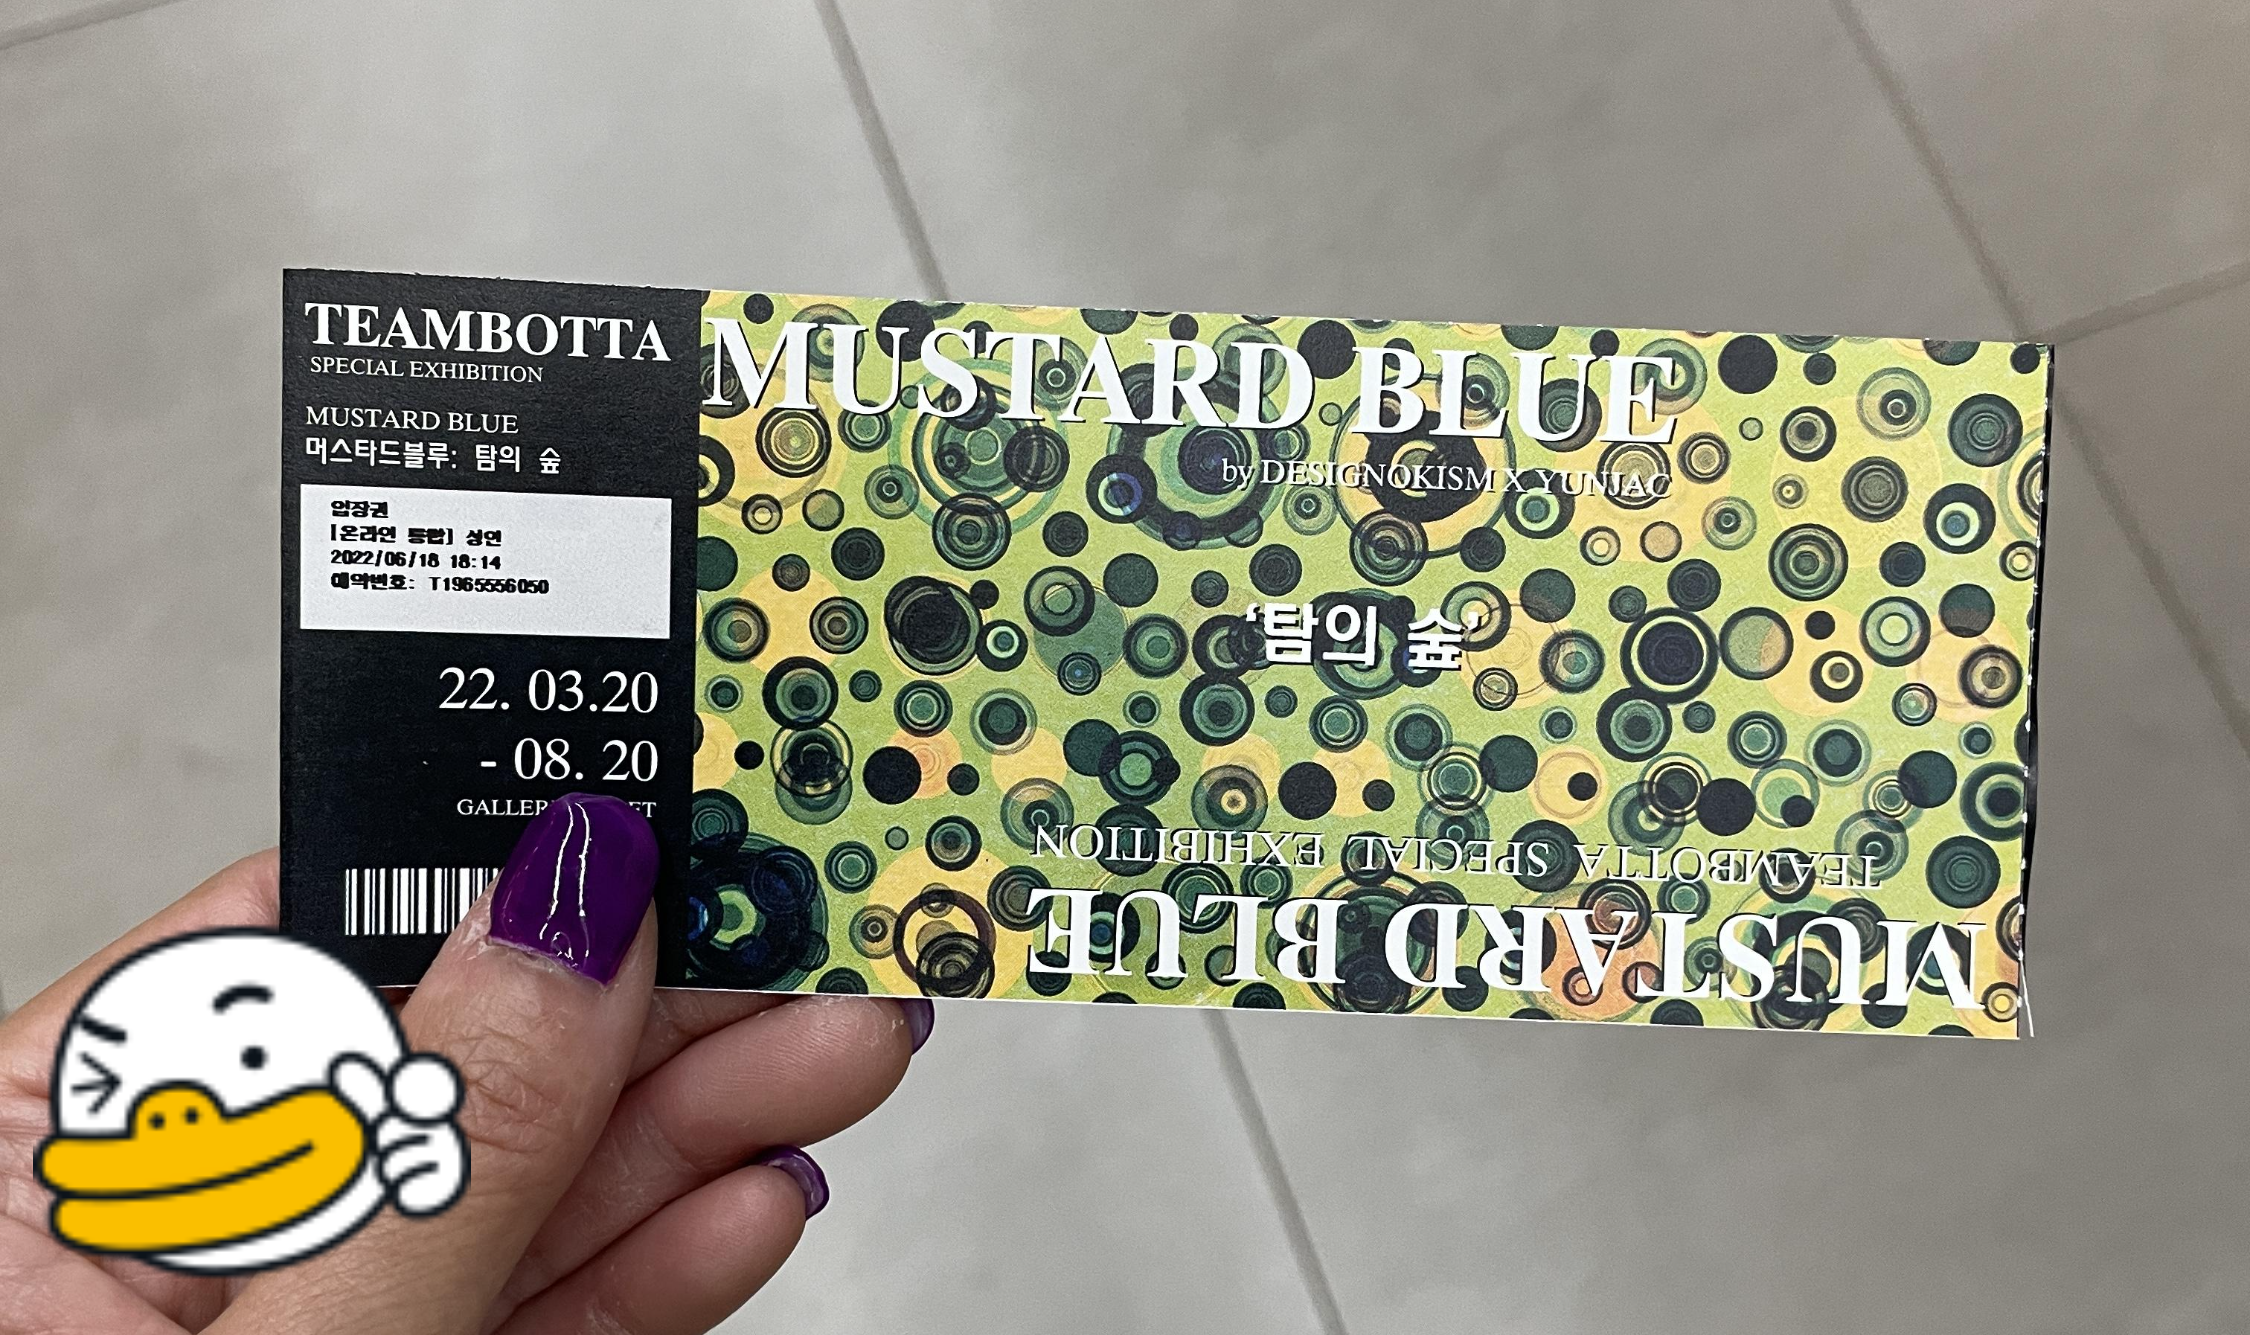 TEAMBOTTA
SPECIAL EXHIBITION
MUSTARD BLUE
머스타드블루: 탐의 숲
입장권
[온라인 통합] 성연
2022/06/18 18:14
예약번호: T1965556050
22. 03.20
- 08. 20
MUSTARD BLUE
by DESIGNOKISM X YUNJAC
‘탐의 숲’
TEAMBOTTA SPECIAL EXHIBITION
MUSTARD BLUE